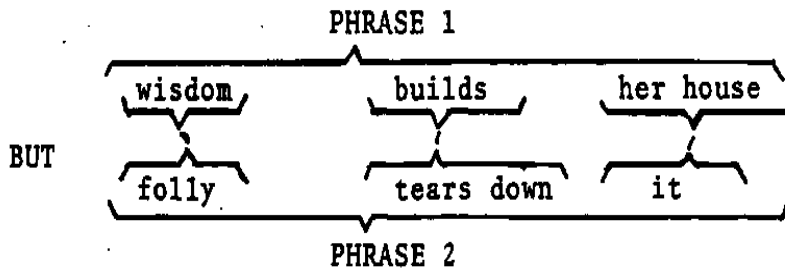 PHRASE 1
wisdom builds her house
BUT
folly tears down it
PHRASE 2